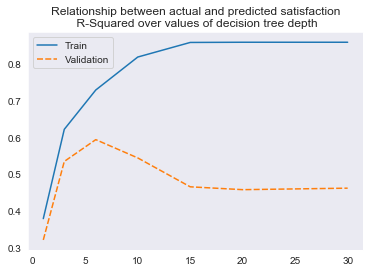 Relationship between actual and predicted satisfaction
R-Squared over values of decision tree depth
Train
Validation
0.8
0.7
0.6
0.5
0.4
0.3
0 5 10 15 20 25 30